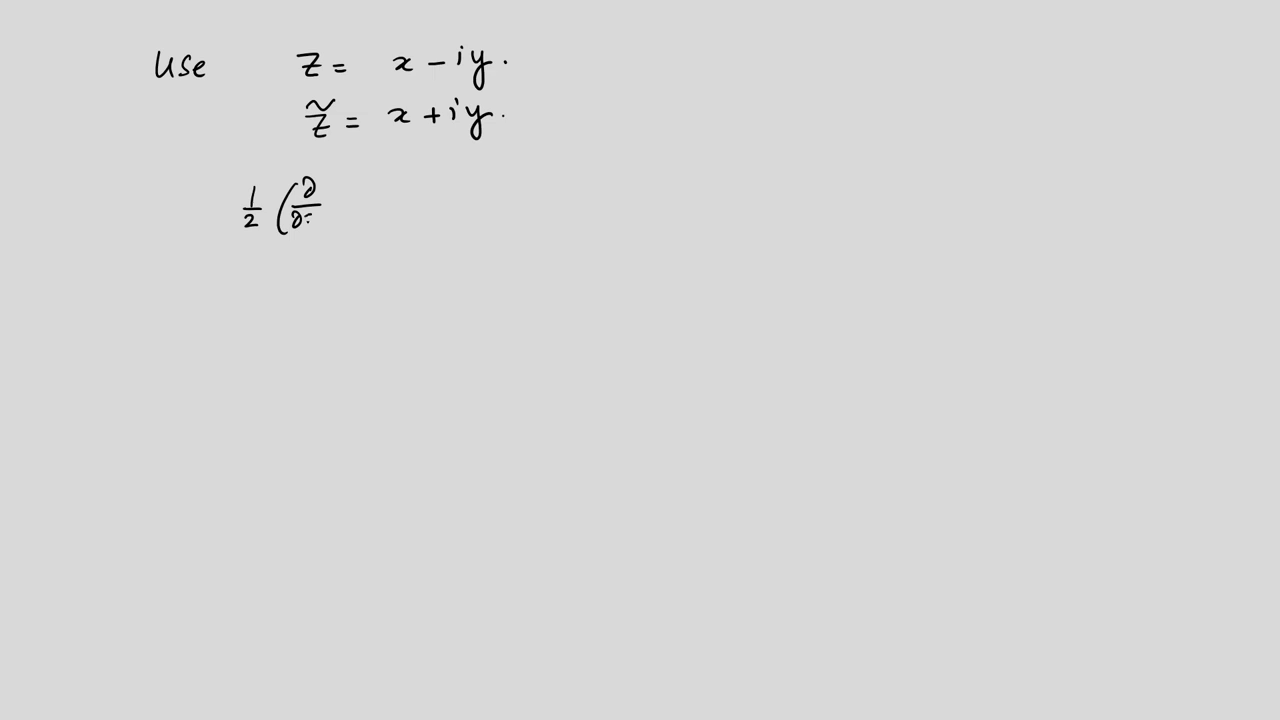 Use z = x - iy.
z̃ = x + iy.
1/2 (∂/∂